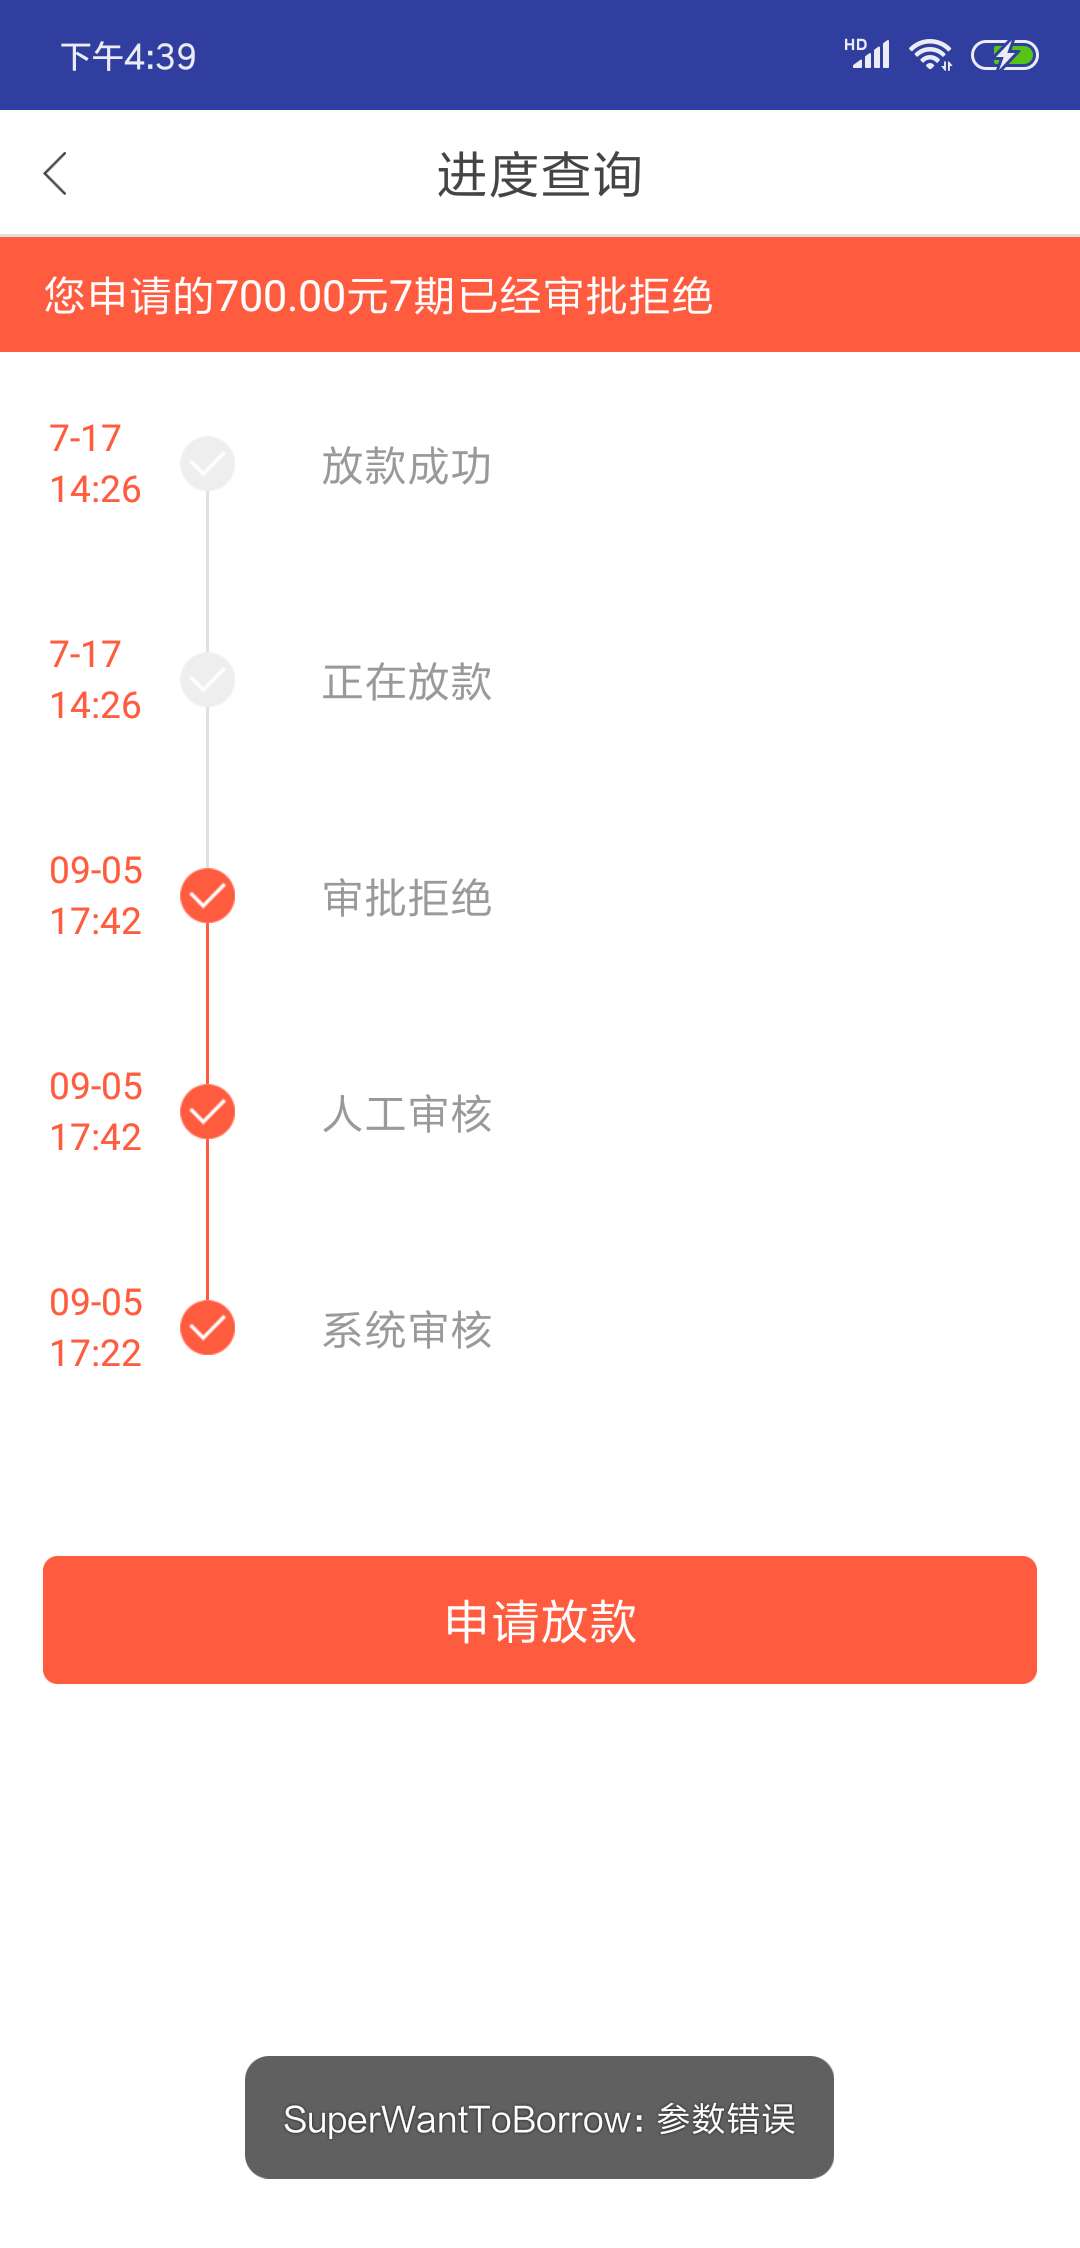 下午4:39
HD
进度查询
您申请的700.00元7期已经审批拒绝
7-17
14:26
放款成功
7-17
14:26
正在放款
09-05
17:42
审批拒绝
09-05
17:42
人工审核
09-05
17:22
系统审核
申请放款
SuperWantToBorrow: 参数错误